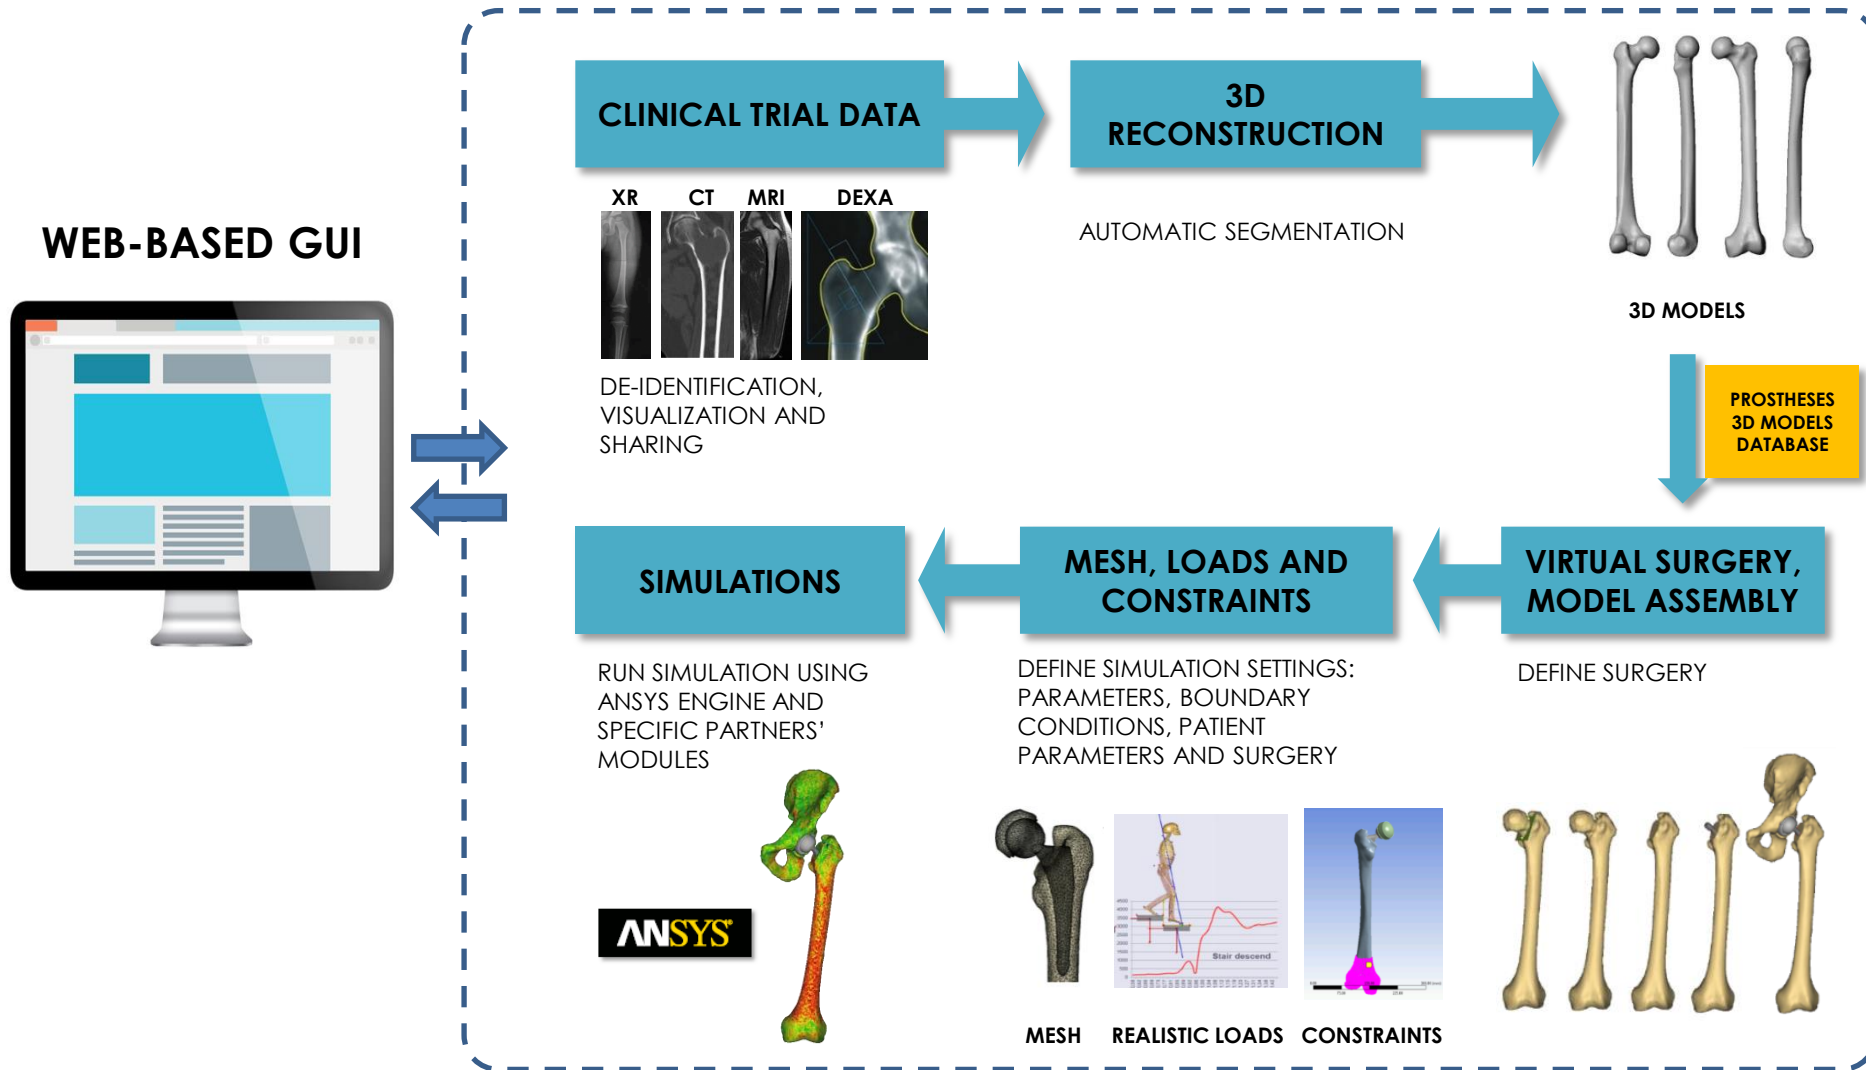 WEB-BASED GUI
CLINICAL TRIAL DATA
3D
RECONSTRUCTION
XR
CT
MRI
DEXA
AUTOMATIC SEGMENTATION
3D MODELS
DE-IDENTIFICATION,
VISUALIZATION AND
SHARING
PROSTHESES
3D MODELS
DATABASE
SIMULATIONS
MESH, LOADS AND
CONSTRAINTS
VIRTUAL SURGERY,
MODEL ASSEMBLY
RUN SIMULATION USING
ANSYS ENGINE AND
SPECIFIC PARTNERS’
MODULES
DEFINE SIMULATION SETTINGS:
PARAMETERS, BOUNDARY
CONDITIONS, PATIENT
PARAMETERS AND SURGERY
DEFINE SURGERY
ANSYS®
Stair descend
MESH
REALISTIC LOADS
CONSTRAINTS